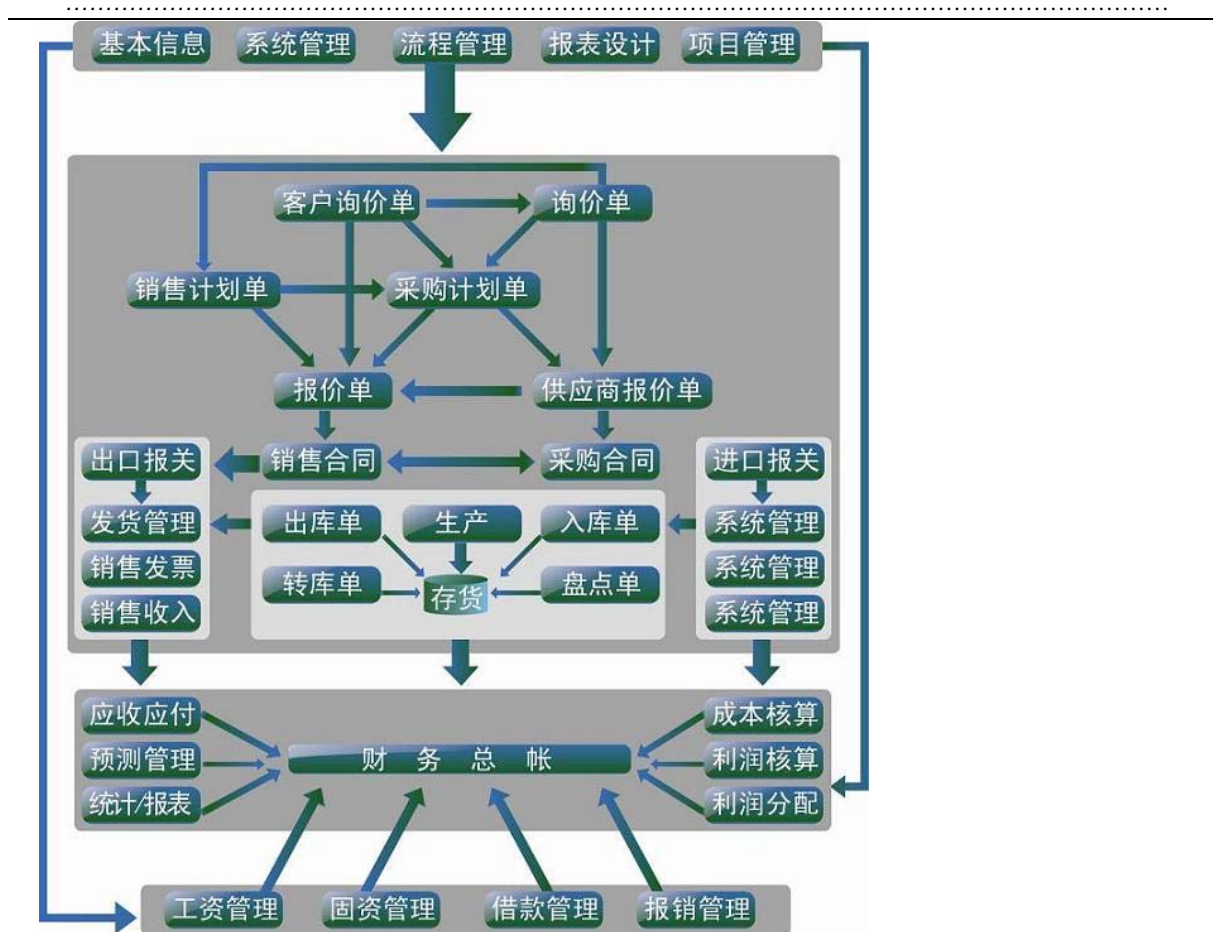 基本信息 系统管理 流程管理 报表设计 项目管理
客户询价单 询价单
销售计划单 采购计划单
报价单 供应商报价单
出口报关 销售合同 采购合同 进口报关
发货管理 出库单 生产 入库单 系统管理
销售发票 系统管理
转库单 存货 盘点单
销售收入 系统管理
应收应付 成本核算
预测管理 财务总帐 利润核算
统计/报表 利润分配
工资管理 固资管理 借款管理 报销管理